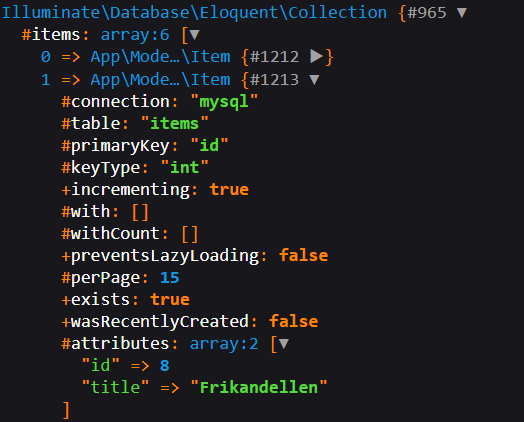 Illuminate\Database\Eloquent\Collection {#965 ▼
#items: array:6 [▼
0 => App\Mode…\Item {#1212 ▶}
1 => App\Mode…\Item {#1213 ▼
#connection: "mysql"
#table: "items"
#primaryKey: "id"
#keyType: "int"
+incrementing: true
#with: []
#withCount: []
+preventsLazyLoading: false
#perPage: 15
+exists: true
+wasRecentlyCreated: false
#attributes: array:2 [▼
"id" => 8
"title" => "Frikandellen"
]